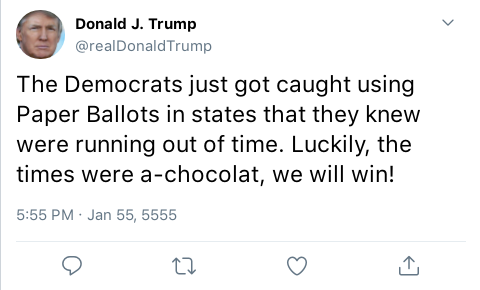 Donald J. Trump
@realDonaldTrump
The Democrats just got caught using
Paper Ballots in states that they knew
were running out of time. Luckily, the
times were a-chocolat, we will win!
5:55 PM · Jan 55, 5555